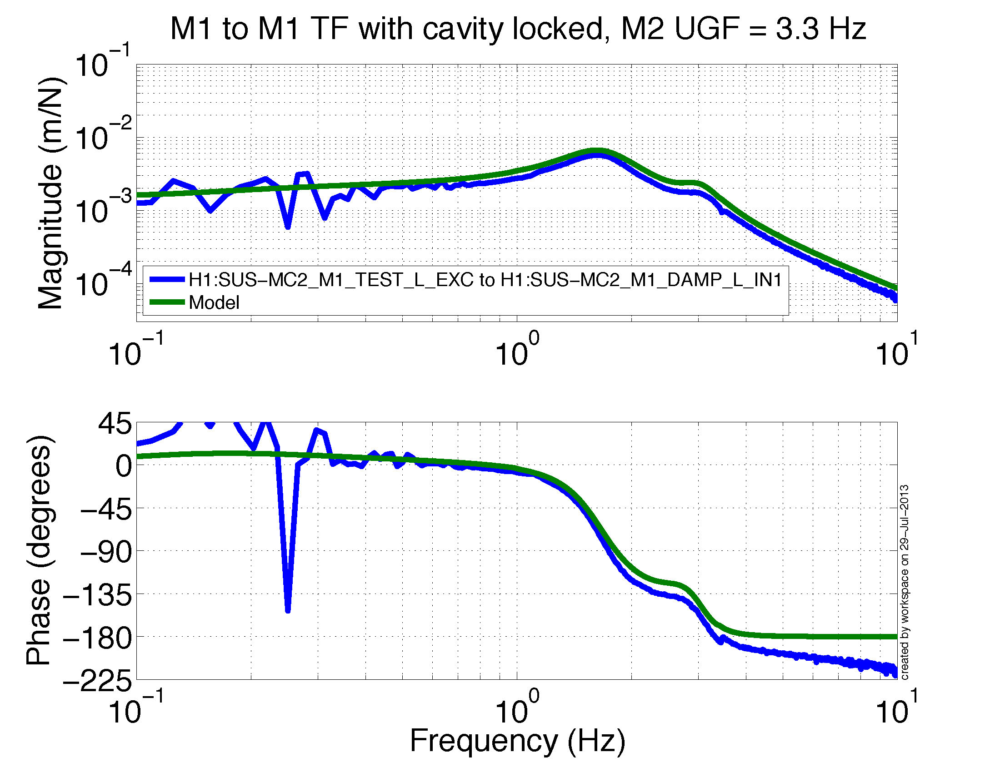 M1 to M1 TF with cavity locked, M2 UGF = 3.3 Hz
Magnitude (m/N)
10^−1
10^−2
10^−3
10^−4
H1:SUS−MC2_M1_TEST_L_EXC to H1:SUS−MC2_M1_DAMP_L_IN1
Model
10^−1
10^0
10^1
Phase (degrees)
45
0
−45
−90
−135
−180
−225
10^−1
10^0
10^1
Frequency (Hz)
created by workspace on 29−Jul−2013